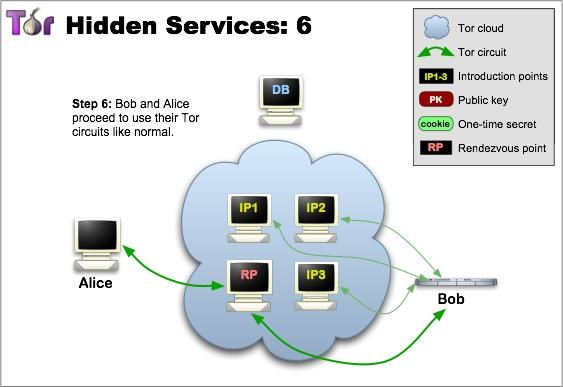 Tor Hidden Services: 6
Tor cloud
Tor circuit
IP1-3 Introduction points
PK Public key
cookie One-time secret
RP Rendezvous point
Step 6: Bob and Alice
proceed to use their Tor
circuits like normal.
DB
IP1
IP2
RP
IP3
Alice
Bob